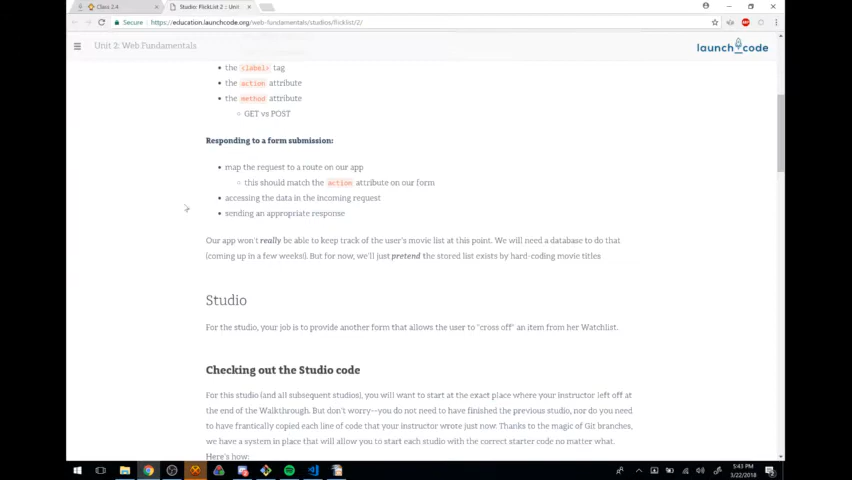 Class 2.4
Studio: FlickList 2 :: Unit
Secure
https://education.launchcode.org/web-fundamentals/studios/flicklist/2/
Unit 2: Web Fundamentals
launch code
the <label> tag
the action attribute
the method attribute
GET vs POST
Responding to a form submission:
map the request to a route on our app
this should match the action attribute on our form
accessing the data in the incoming request
sending an appropriate response
Our app won't really be able to keep track of the user's movie list at this point. We will need a database to do that
(coming up in a few weeks!). But for now, we'll just pretend the stored list exists by hard-coding movie titles
Studio
For the studio, your job is to provide another form that allows the user to "cross off" an item from her Watchlist.
Checking out the Studio code
For this studio (and all subsequent studios), you will want to start at the exact place where your instructor left off at
the end of the Walkthrough. But don't worry--you do not need to have finished the previous studio, nor do you need
to have frantically copied each line of code that your instructor wrote just now. Thanks to the magic of Git branches,
we have a system in place that will allow you to start each studio with the correct starter code no matter what.
Here's how:
5:43 PM
3/22/2018